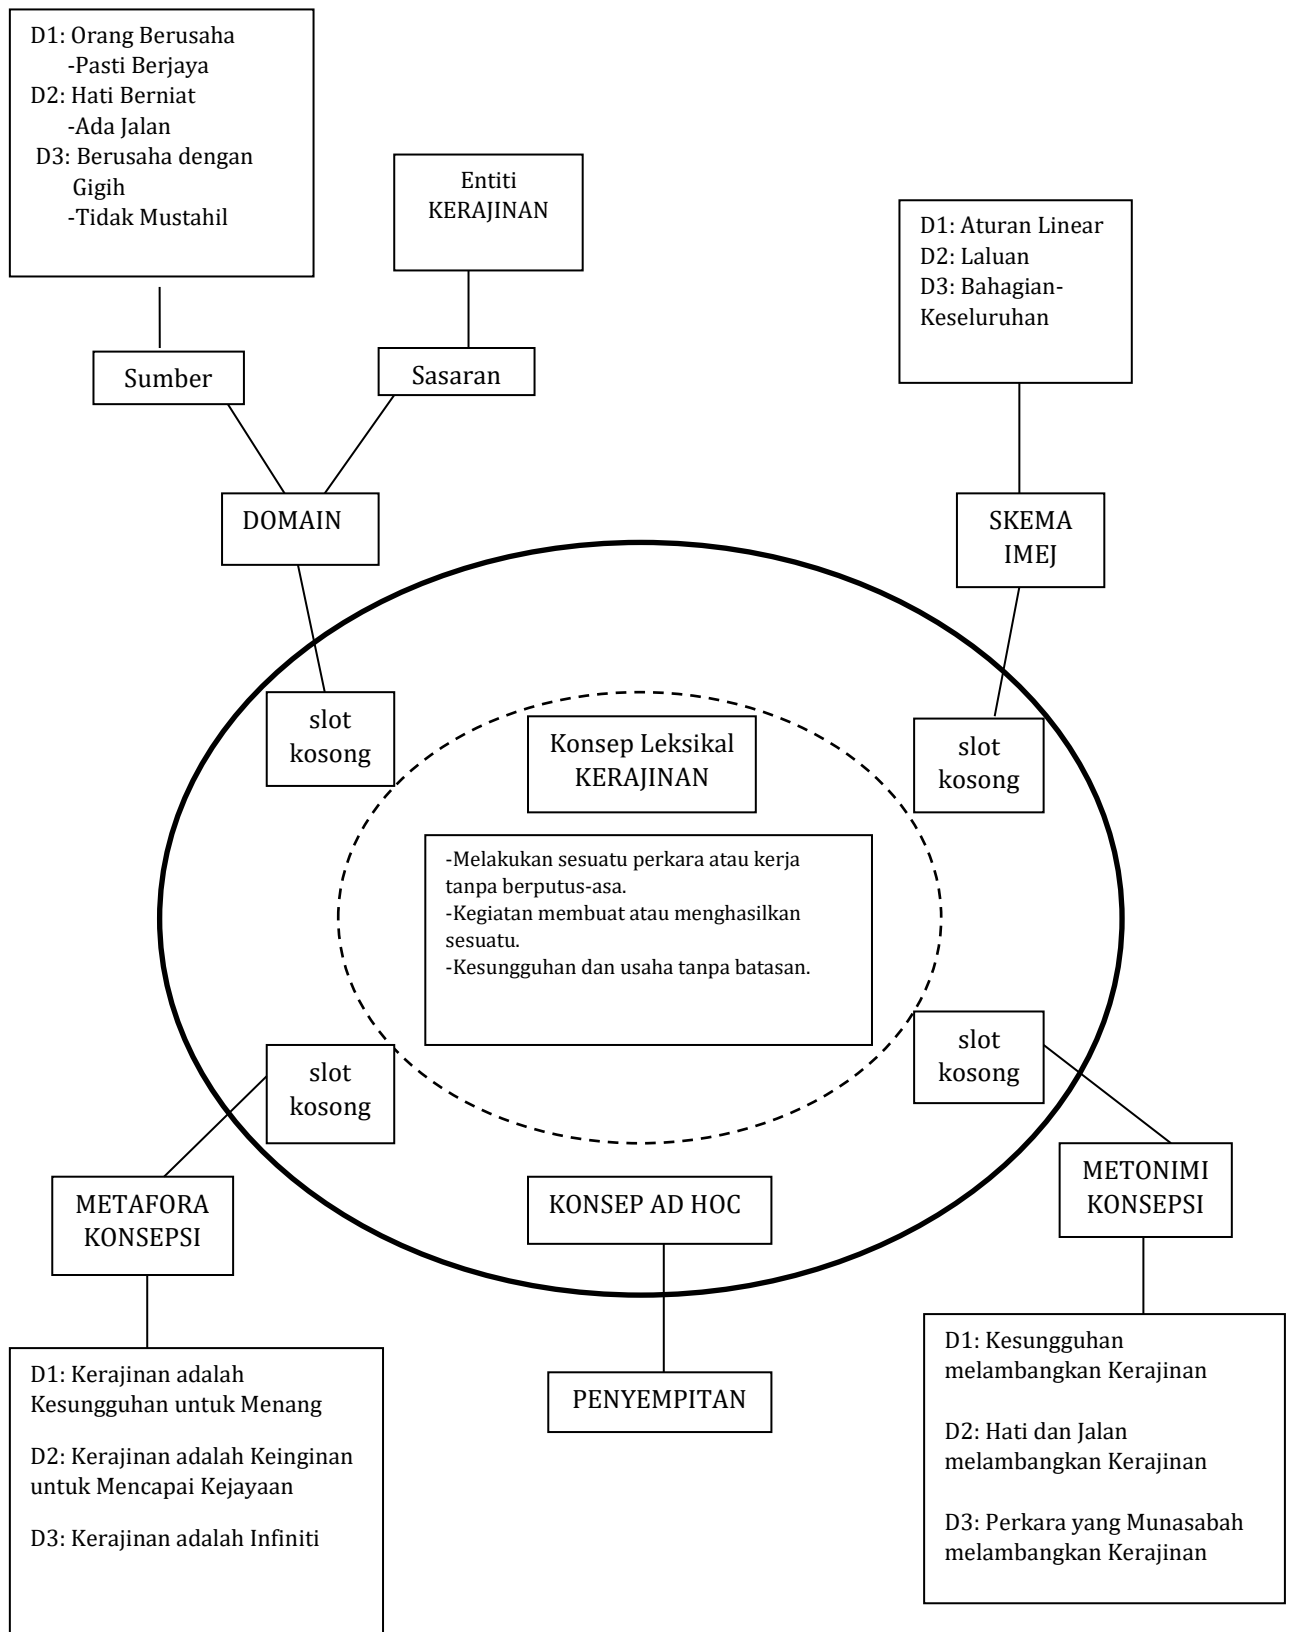 D1: Orang Berusaha
-Pasti Berjaya
D2: Hati Berniat
-Ada Jalan
D3: Berusaha dengan
Gigih
-Tidak Mustahil
Entiti
KERAJINAN
D1: Aturan Linear
D2: Laluan
D3: Bahagian-
Keseluruhan
Sumber
Sasaran
DOMAIN
SKEMA
IMEJ
slot
kosong
Konsep Leksikal
KERAJINAN
slot
kosong
-Melakukan sesuatu perkara atau kerja
tanpa berputus-asa.
-Kegiatan membuat atau menghasilkan
sesuatu.
-Kesungguhan dan usaha tanpa batasan.
slot
kosong
slot
kosong
METAFORA
KONSEPSI
KONSEP AD HOC
METONIMI
KONSEPSI
D1: Kerajinan adalah
Kesungguhan untuk Menang
D2: Kerajinan adalah Keinginan
untuk Mencapai Kejayaan
D3: Kerajinan adalah Infiniti
PENYEMPITAN
D1: Kesungguhan
melambangkan Kerajinan
D2: Hati dan Jalan
melambangkan Kerajinan
D3: Perkara yang Munasabah
melambangkan Kerajinan